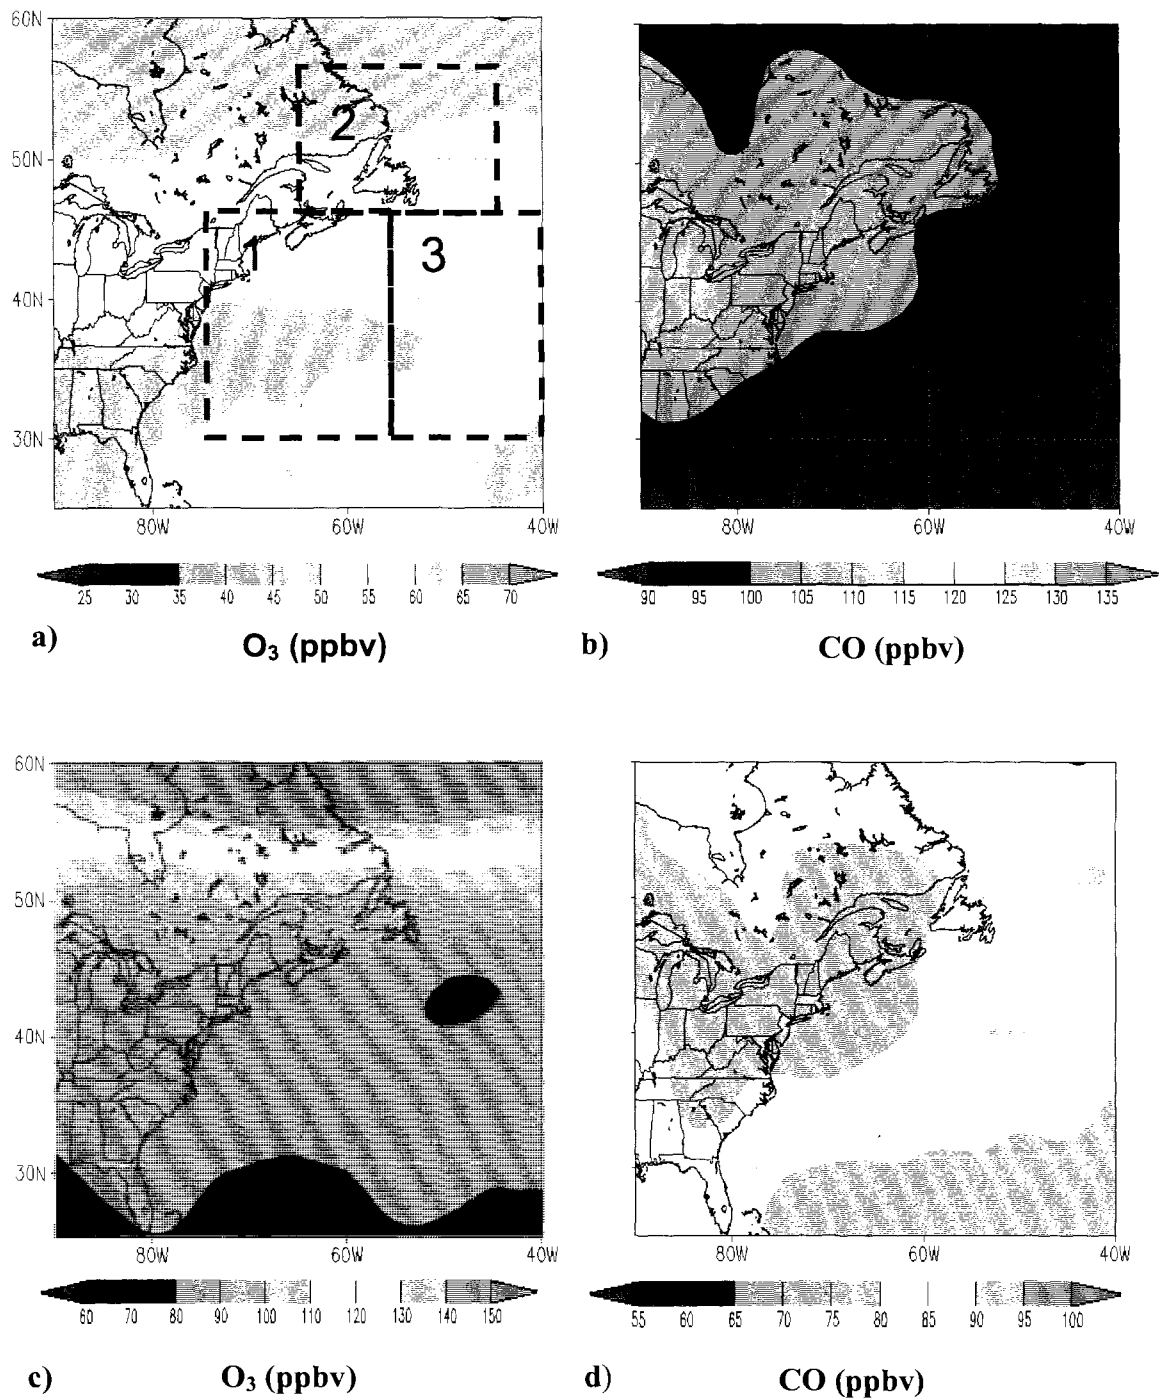 60N
50N
40N
30N
2
1
3
80W 60W 40W
80W 60W 40W
25 30 35 40 45 50 55 60 65 70
90 95 100 105 110 115 120 125 130 135
a) O3 (ppbv)
b) CO (ppbv)
60N
50N
40N
30N
80W 60W 40W
80W 60W 40W
60 70 80 90 100 110 120 130 140 150
55 60 65 70 75 80 85 90 95 100
c) O3 (ppbv)
d) CO (ppbv)